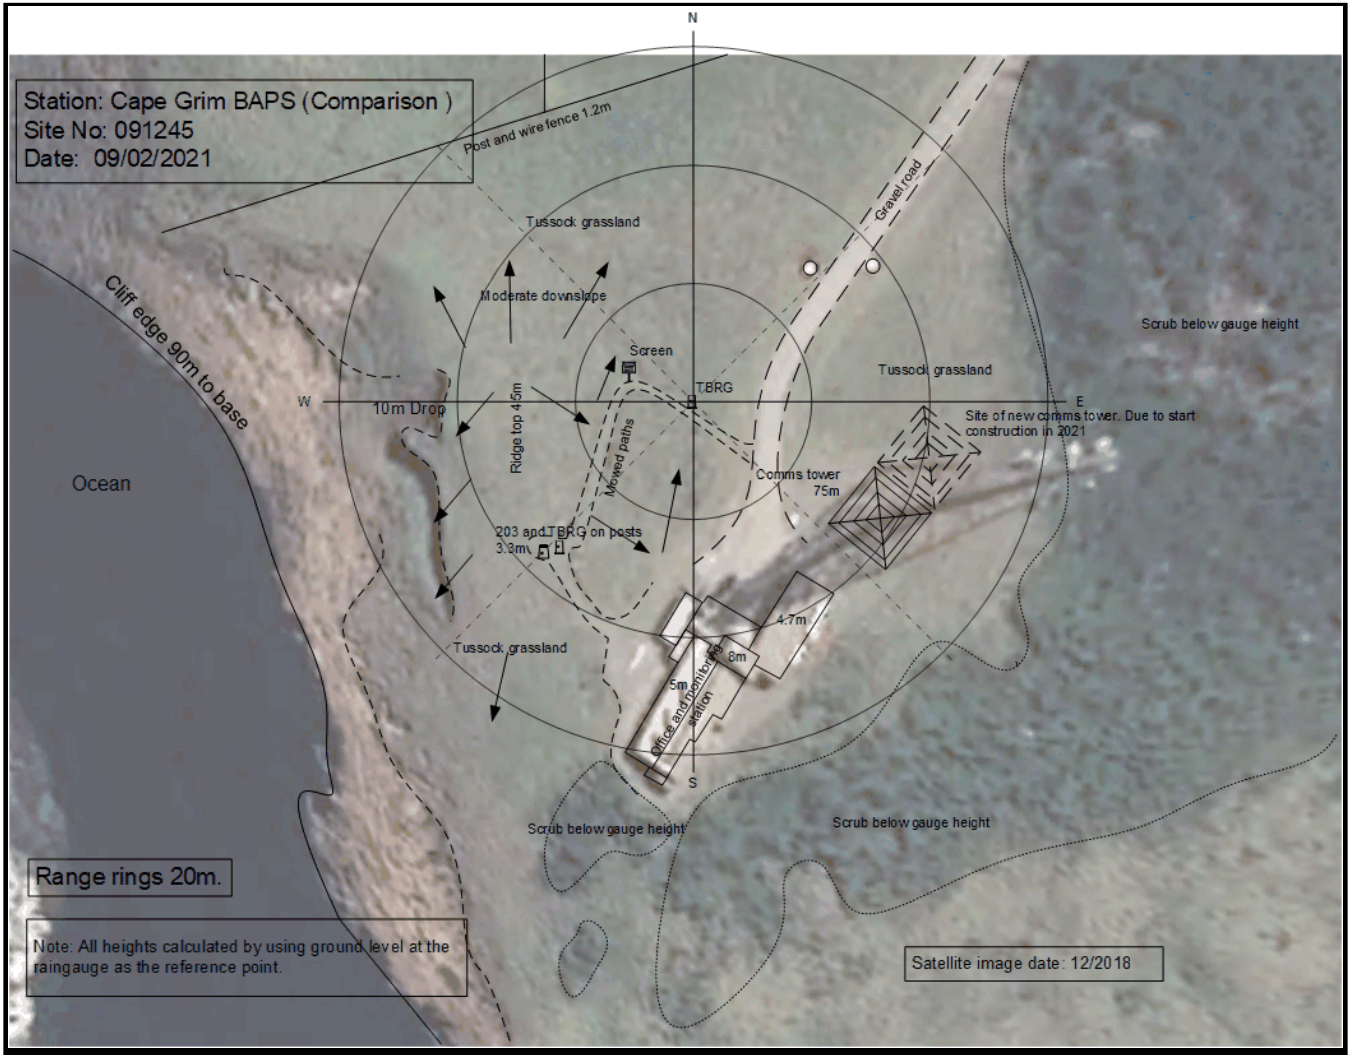 N
Station: Cape Grim BAPS (Comparison )
Site No: 091245
Date: 09/02/2021
Post and wire fence 1.2m
Gravel road
Tussock grassland
Moderate downslope
Cliff edge 90m to base
Scrub below gauge height
Screen
Tussock grassland
TBRG
W
10m Drop
E
Ridge top 4.5m
Site of new comms tower. Due to start
construction in 2021
Mowed paths
Comms tower
75m
Ocean
203 and TBRG on posts
3.3m
4.7m
Tussock grassland
8m
5m
Office and monitoring
station
S
Scrub below gauge height
Scrub below gauge height
Range rings 20m.
Note: All heights calculated by using ground level at the
raingauge as the reference point.
Satellite image date: 12/2018